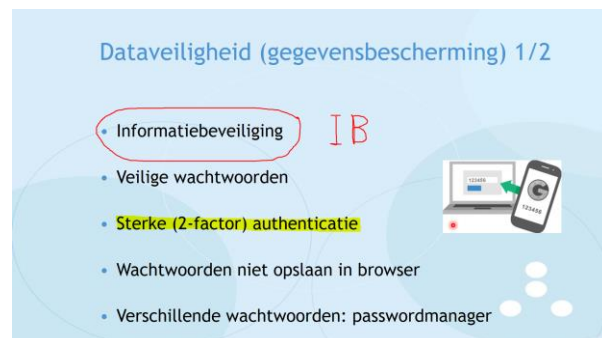 Dataveiligheid (gegevensbescherming) 1/2
• Informatiebeveiliging IB
• Veilige wachtwoorden
• Sterke (2-factor) authenticatie
123456
123456
• Wachtwoorden niet opslaan in browser
• Verschillende wachtwoorden: passwordmanager